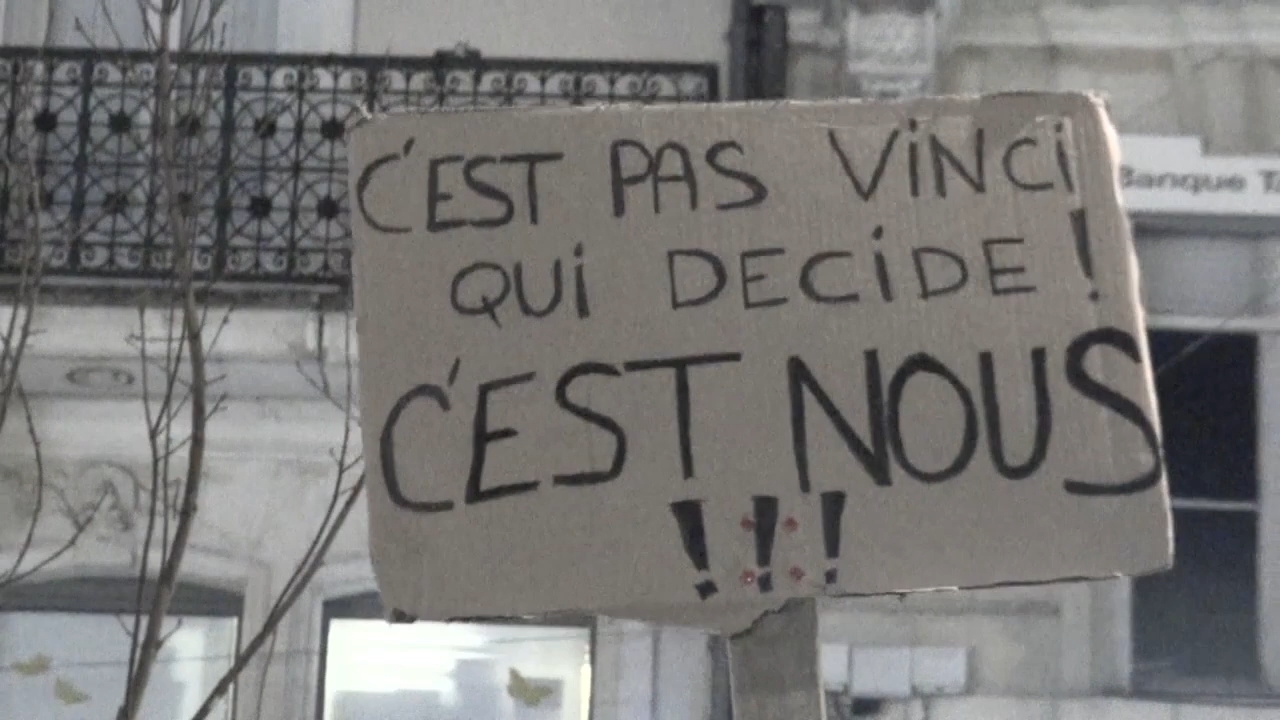 C'EST PAS ViNCi
QUi DECiDE !
C'EST NOUS
!!!
Banque